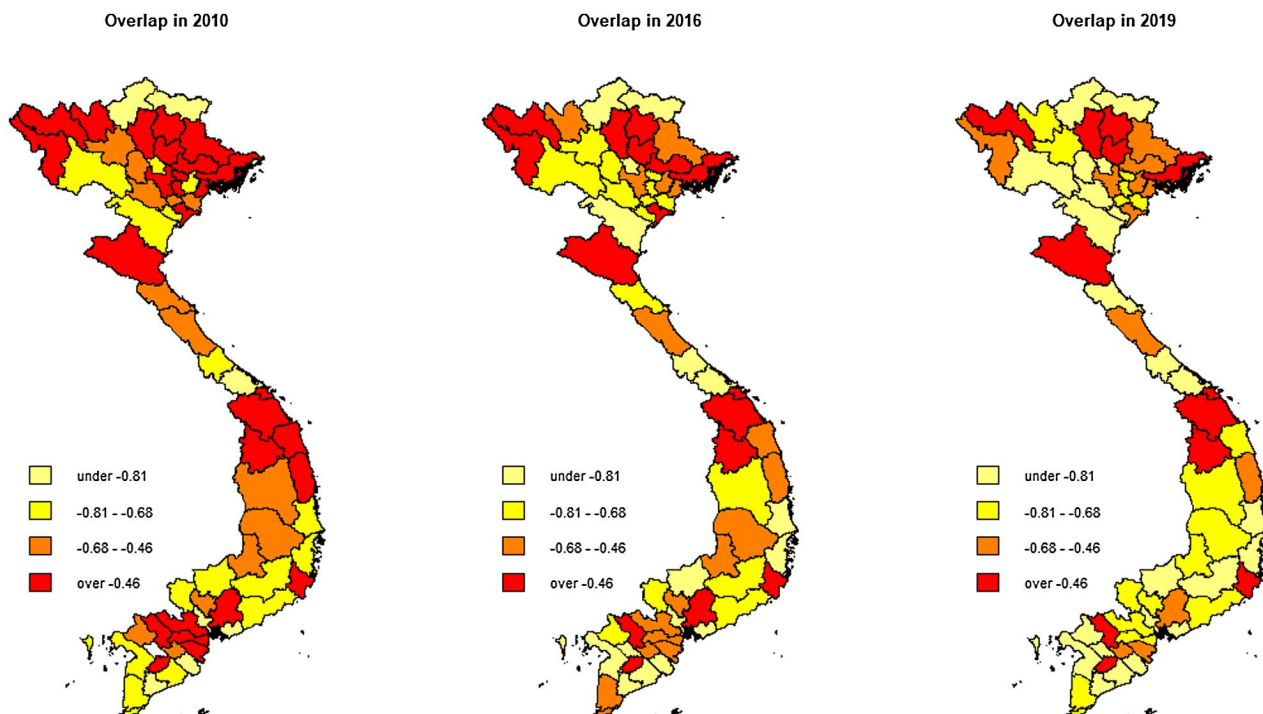 Overlap in 2010
Overlap in 2016
Overlap in 2019
under -0.81
-0.81 - -0.68
-0.68 - -0.46
over -0.46
under -0.81
-0.81 - -0.68
-0.68 - -0.46
over -0.46
under -0.81
-0.81 - -0.68
-0.68 - -0.46
over -0.46